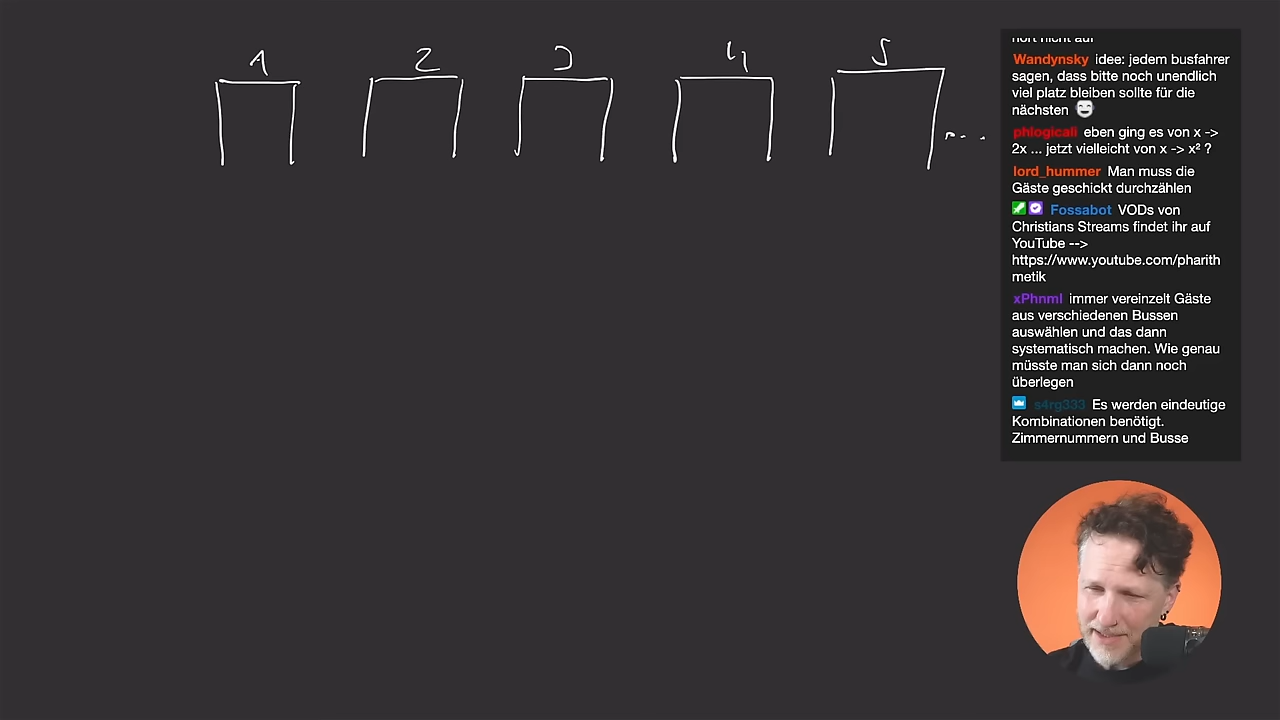 1 2 3 4 5
...
Wandynsky idee: jedem busfahrer
sagen, dass bitte noch unendlich
viel platz bleiben sollte für die
nächsten
phlogicali eben ging es von x ->
2x ... jetzt vielleicht von x -> x² ?
lord_hummer Man muss die
Gäste geschickt durchzählen
Fossabot VODs von
Christians Streams findet ihr auf
YouTube -->
https://www.youtube.com/pharith
metik
xPhnml immer vereinzelt Gäste
aus verschiedenen Bussen
auswählen und das dann
systematisch machen. Wie genau
müsste man sich dann noch
überlegen
s4rg333 Es werden eindeutige
Kombinationen benötigt.
Zimmernummern und Busse